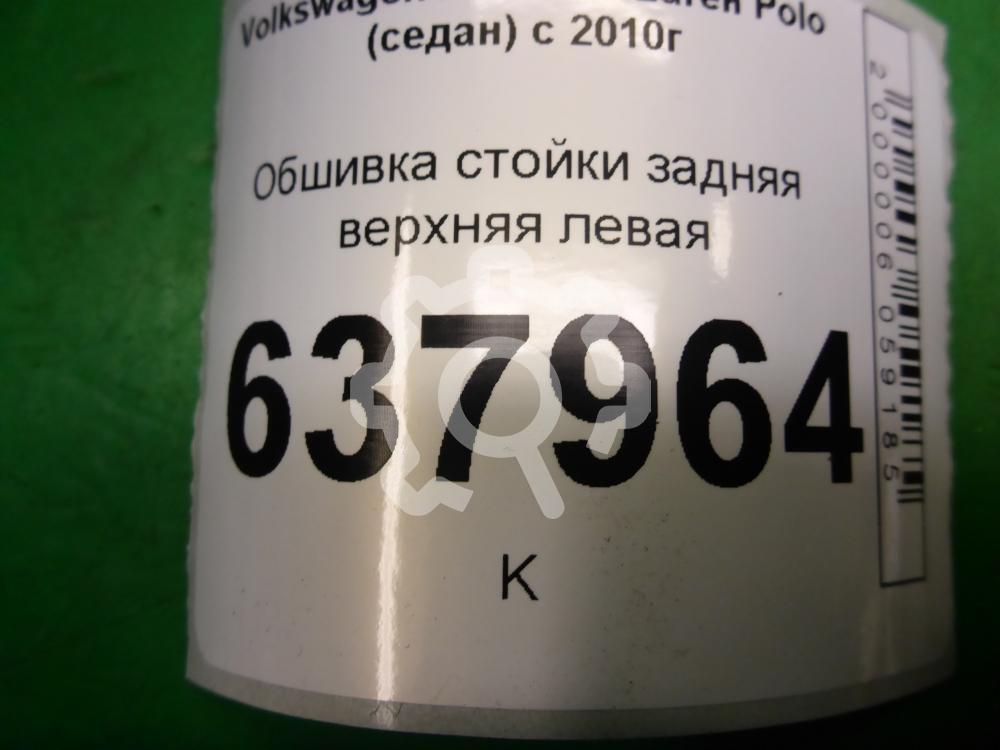 Volkswagen Polo
(седан) с 2010г
Обшивка стойки задняя
верхняя левая
637964
К
2000006059185